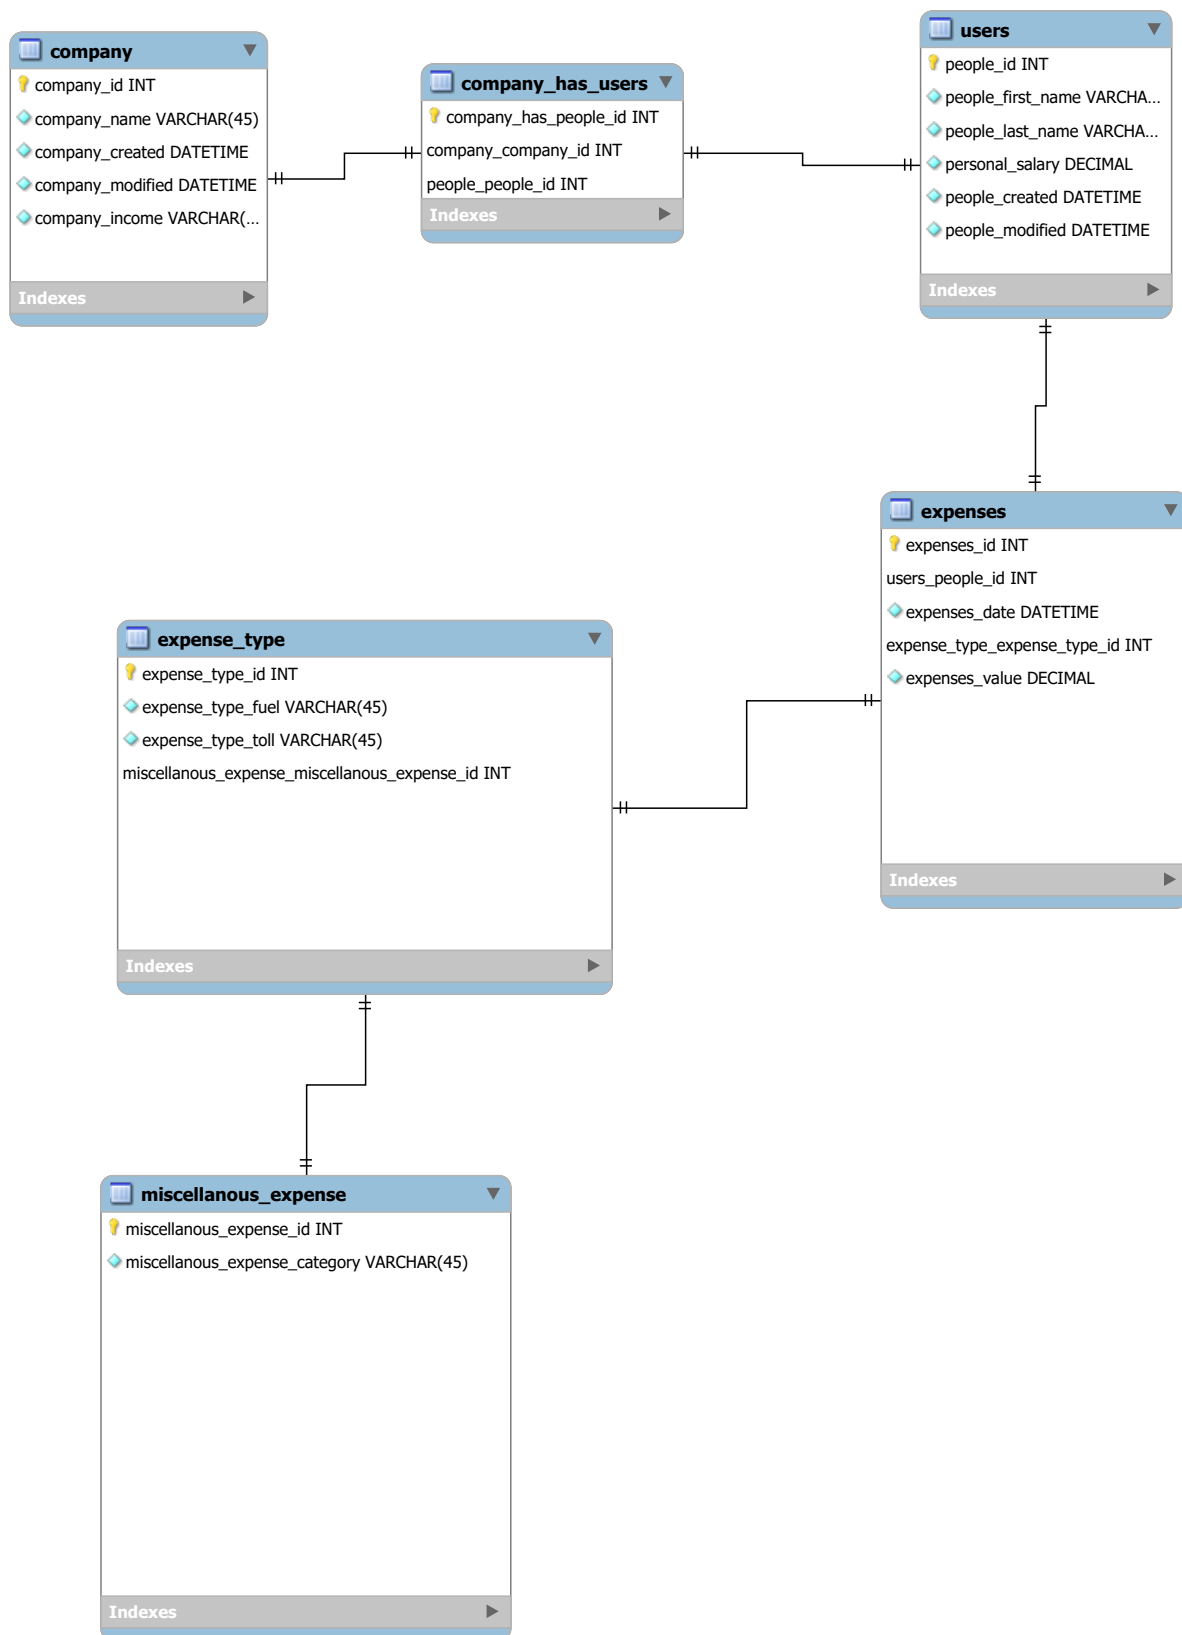 company
company_id INT
company_name VARCHAR(45)
company_created DATETIME
company_modified DATETIME
company_income VARCHAR(...
Indexes
company_has_users
company_has_people_id INT
company_company_id INT
people_people_id INT
Indexes
users
people_id INT
people_first_name VARCHA...
people_last_name VARCHA...
personal_salary DECIMAL
people_created DATETIME
people_modified DATETIME
Indexes
expenses
expenses_id INT
users_people_id INT
expenses_date DATETIME
expense_type_expense_type_id INT
expenses_value DECIMAL
Indexes
expense_type
expense_type_id INT
expense_type_fuel VARCHAR(45)
expense_type_toll VARCHAR(45)
miscellanous_expense_miscellanous_expense_id INT
Indexes
miscellanous_expense
miscellanous_expense_id INT
miscellanous_expense_category VARCHAR(45)
Indexes